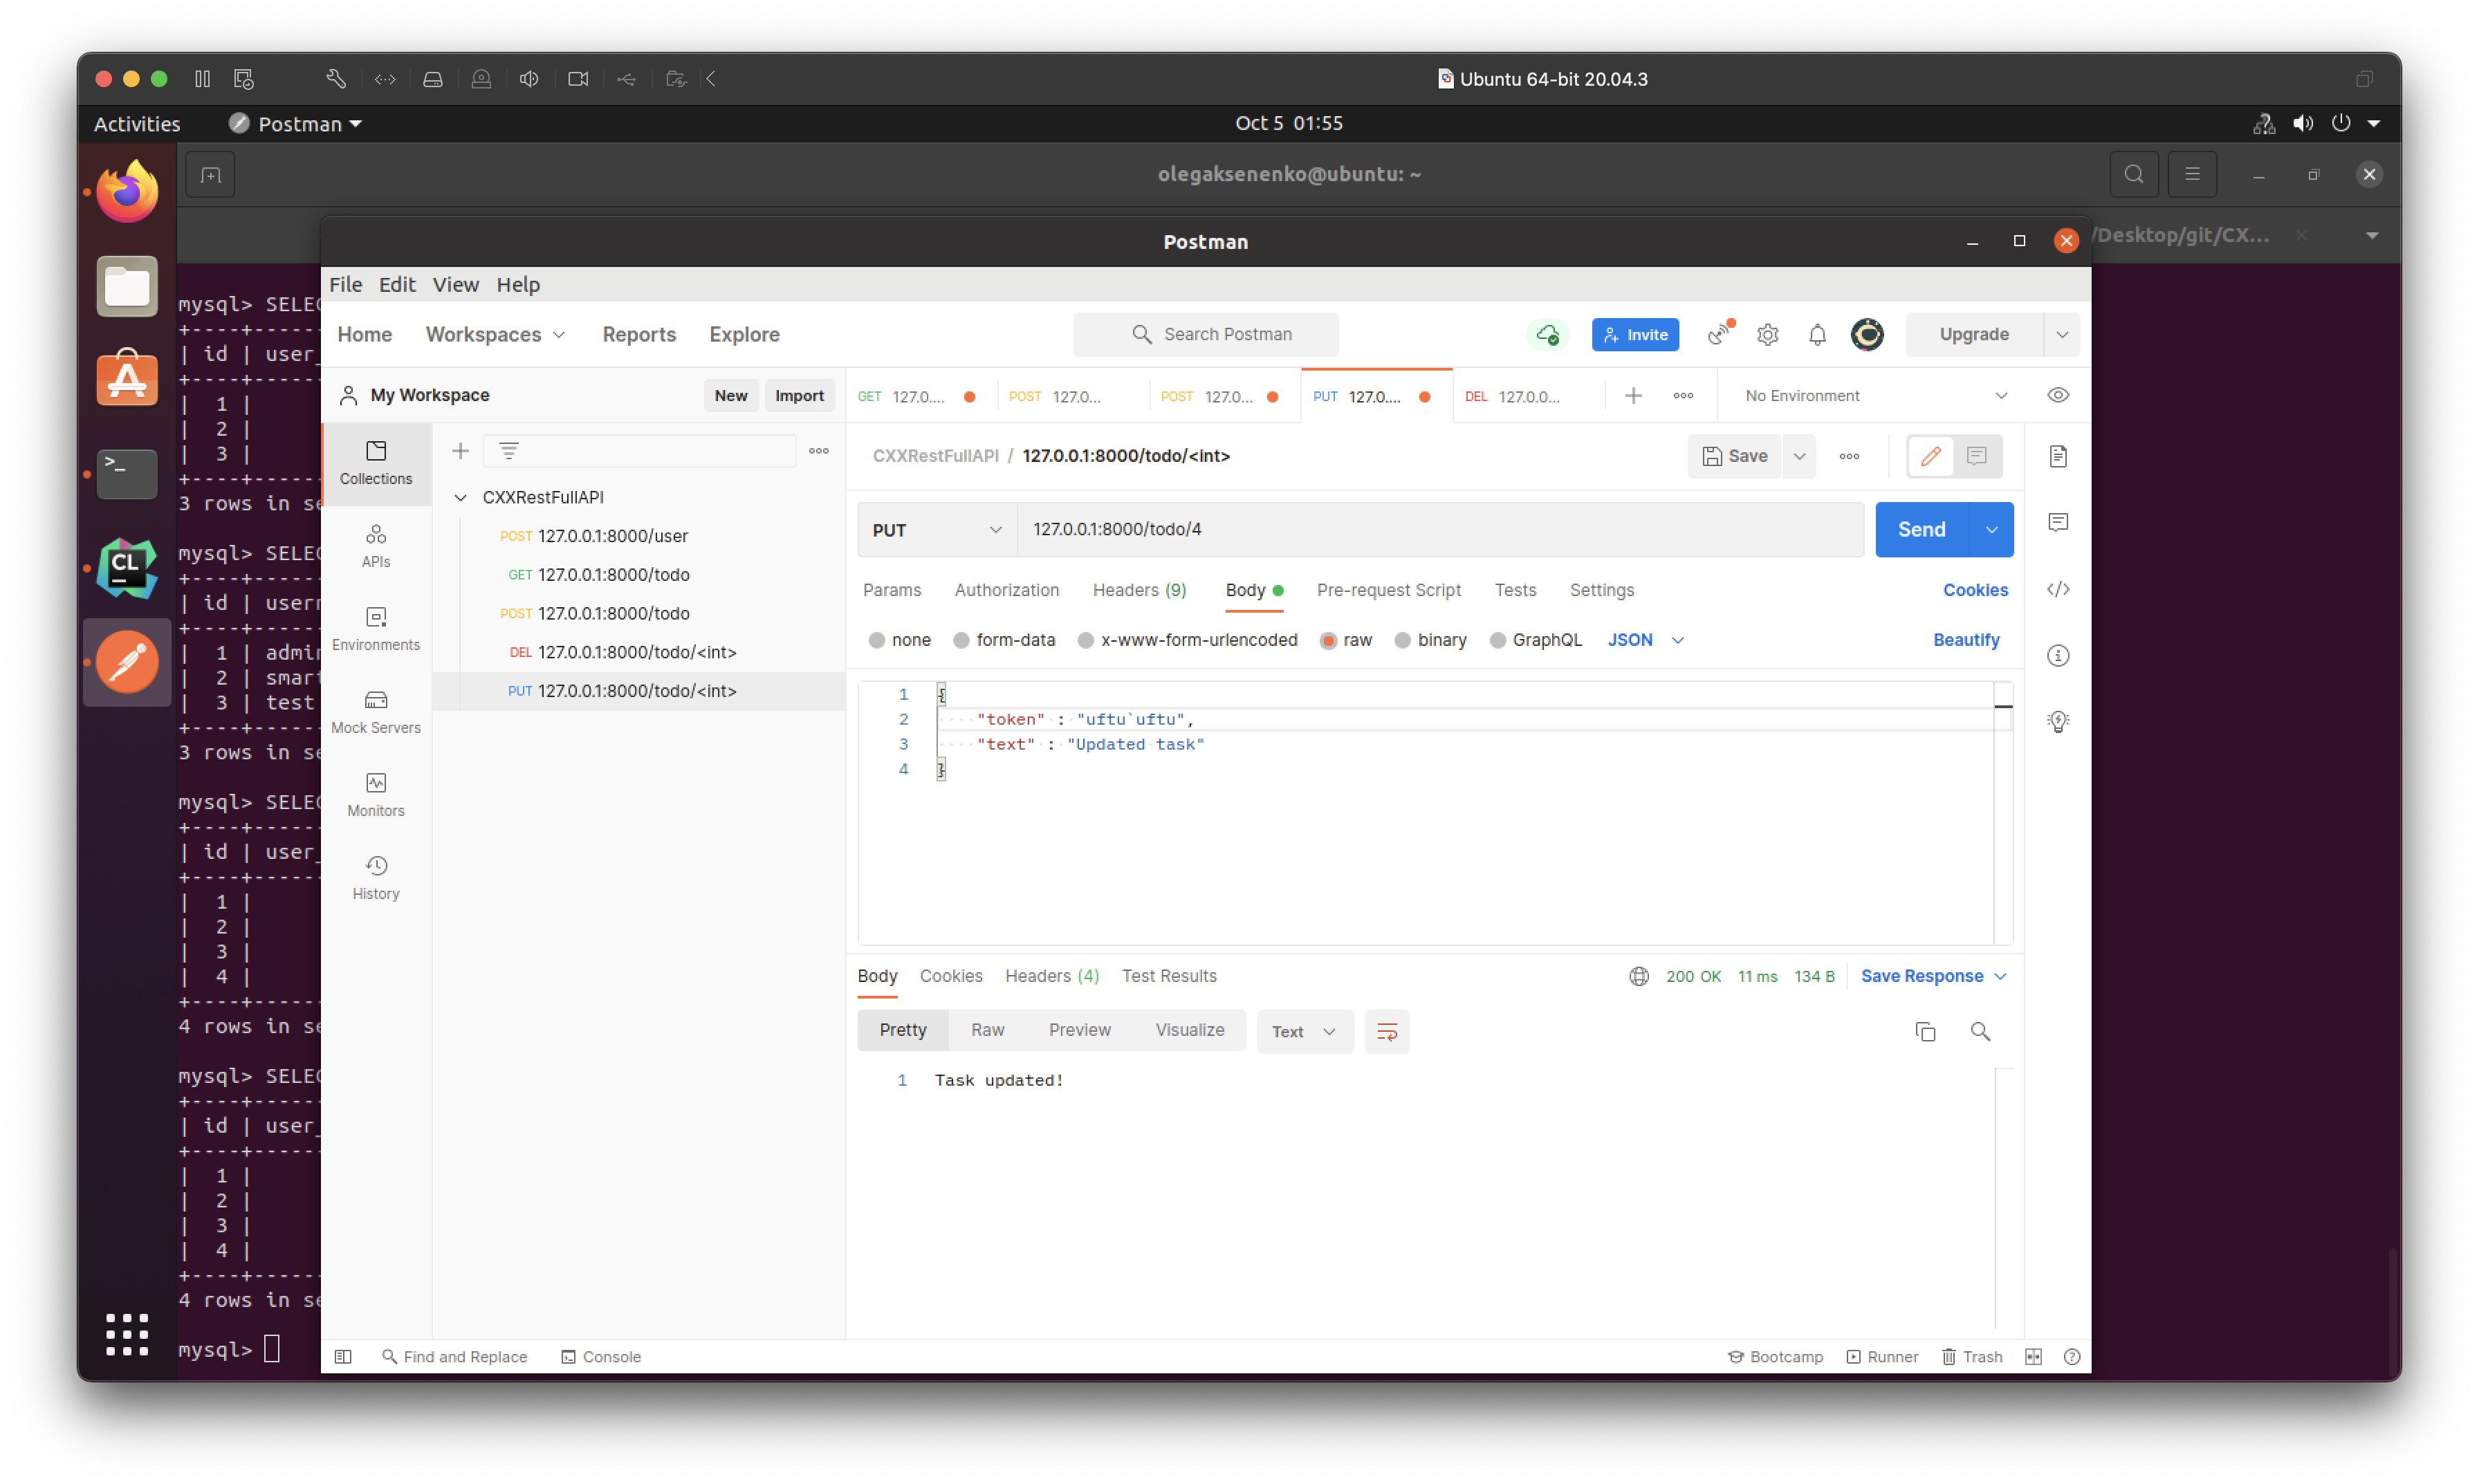 Ubuntu 64-bit 20.04.3
Activities Postman Oct 5 01:55
olegaksenenko@ubuntu: ~
/Desktop/git/CX...
Postman
File Edit View Help
Home Workspaces Reports Explore Search Postman Invite Upgrade
My Workspace New Import
GET 127.0.... POST 127.0... POST 127.0... PUT 127.0.... DEL 127.0.0... No Environment
Collections
APIs
Environments
Mock Servers
Monitors
History
CXXRestFullAPI
POST 127.0.0.1:8000/user
GET 127.0.0.1:8000/todo
POST 127.0.0.1:8000/todo
DEL 127.0.0.1:8000/todo/<int>
PUT 127.0.0.1:8000/todo/<int>
CXXRestFullAPI / 127.0.0.1:8000/todo/<int> Save
PUT 127.0.0.1:8000/todo/4 Send
Params Authorization Headers (9) Body Pre-request Script Tests Settings Cookies
none form-data x-www-form-urlencoded raw binary GraphQL JSON Beautify
1 {
2 "token" : "uftu`uftu",
3 "text" : "Updated task"
4 }
Body Cookies Headers (4) Test Results 200 OK 11 ms 134 B Save Response
Pretty Raw Preview Visualize Text
1 Task updated!
Find and Replace Console Bootcamp Runner Trash
mysql> SELEC
+----+------
| id | user_
+----+------
| 1 |
| 2 |
| 3 |
+----+------
3 rows in se
mysql> SELEC
+----+------
| id | usern
+----+------
| 1 | admin
| 2 | smart
| 3 | test
+----+------
3 rows in se
mysql> SELEC
+----+------
| id | user_
+----+------
| 1 |
| 2 |
| 3 |
| 4 |
+----+------
4 rows in se
mysql> SELEC
+----+------
| id | user_
+----+------
| 1 |
| 2 |
| 3 |
| 4 |
+----+------
4 rows in se
mysql>
CL